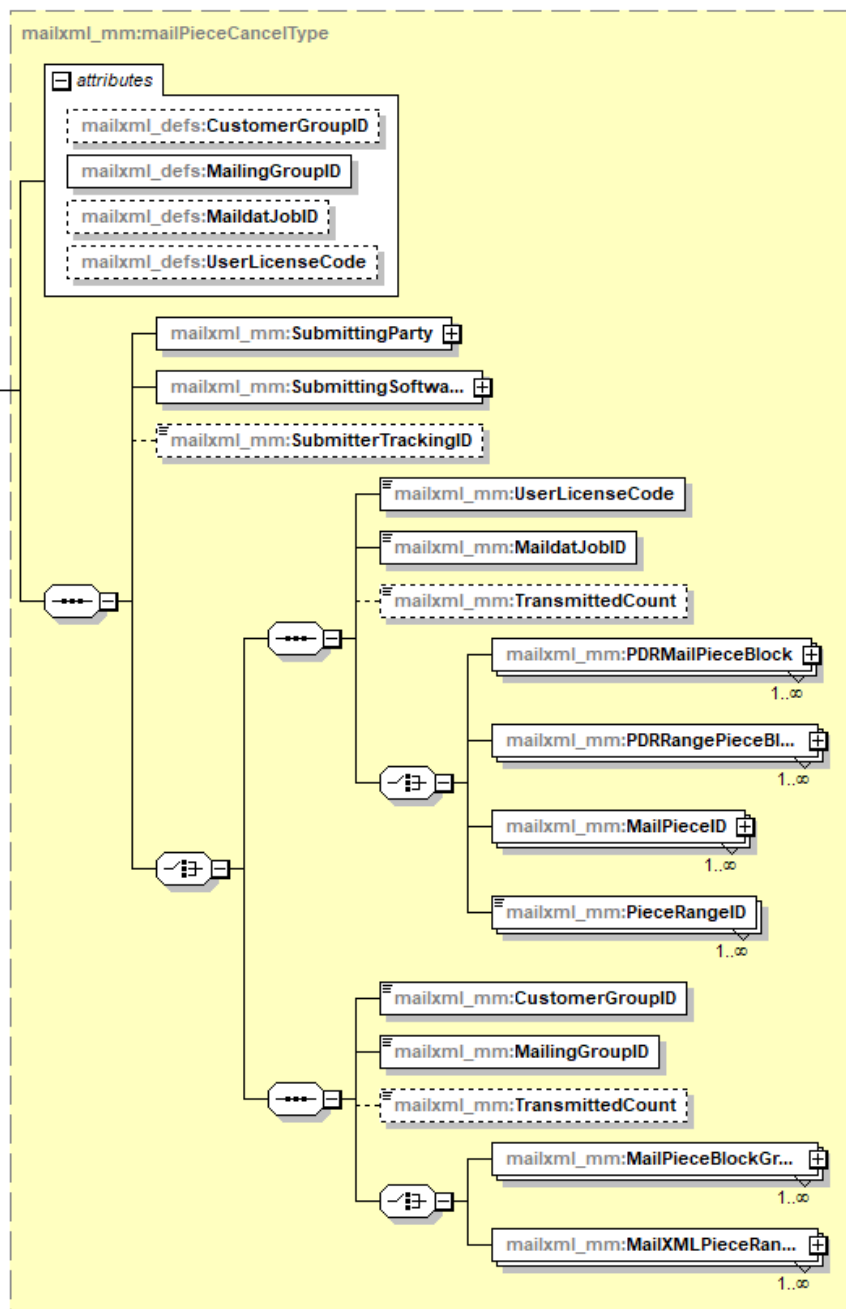 mailxml_mm:mailPieceCancelType
attributes
mailxml_defs:CustomerGroupID
mailxml_defs:MailingGroupID
mailxml_defs:MaildatJobID
mailxml_defs:UserLicenseCode
mailxml_mm:SubmittingParty
mailxml_mm:SubmittingSoftwa...
mailxml_mm:SubmitterTrackingID
mailxml_mm:UserLicenseCode
mailxml_mm:MaildatJobID
mailxml_mm:TransmittedCount
mailxml_mm:PDRMailPieceBlock
1..∞
mailxml_mm:PDRRangePieceBl...
1..∞
mailxml_mm:MailPieceID
1..∞
mailxml_mm:PieceRangeID
1..∞
mailxml_mm:CustomerGroupID
mailxml_mm:MailingGroupID
mailxml_mm:TransmittedCount
mailxml_mm:MailPieceBlockGr...
1..∞
mailxml_mm:MailXMLPieceRan...
1..∞